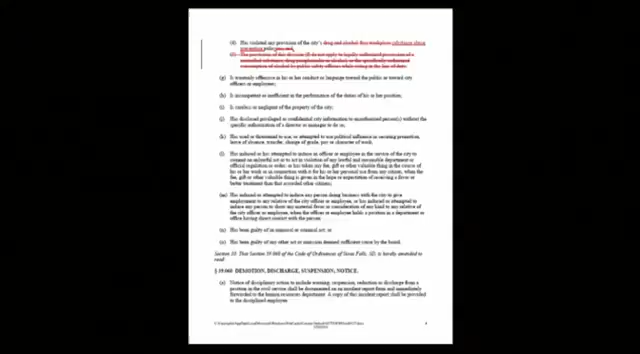 (d) Has violated any provision of the city's drug and alcohol-free workplace substance abuse
prevention policy; and,
(g) Is wantonly offensive in his or her conduct or language toward the public or toward city
officers or employees;
(h) Is incompetent or inefficient in the performance of the duties of his or her position;
(i) Is careless or negligent of the property of the city;
(j) Has disclosed privileged or confidential city information to unauthorized person(s) without the
specific authorization of a director or manager to do so;
(k) Has used or threatened to use, or attempted to use political influence in securing promotion,
leave of absence, transfer, change of grade, pay or character of work;
(l) Has induced or has attempted to induce an officer or employee in the service of the city to
commit an unlawful act or to act in violation of any lawful and reasonable department or
official regulation or order, or has taken any fee, gift or other valuable thing in the course of
his or her work or in connection with it for his or her personal use from any citizen, when the
fee, gift or other valuable thing is given in the hope or expectation of receiving a favor or
better treatment than that accorded other citizens;
(m) Has induced or attempted to induce any person doing business with the city to give
employment to any relative of the city officer or employee, or has induced or attempted to
induce any person to show any material favor or consideration of any kind to any relative of
the city officer or employee, when the officer or employee holds a position in a department or
office having direct contact with the person;
(n) Has been guilty of an immoral or criminal act; or
(o) Has been guilty of any other act or omission deemed sufficient cause by the board.
Section 10. That Section 39.060 of the Code of Ordinances of Sioux Falls, SD, is hereby amended to
read:
DEMOTION, DISCHARGE, SUSPENSION, NOTICE.
(a) Notice of disciplinary action to include warning, suspension, reduction or discharge from a
position in the civil service shall be documented on an incident report form and immediately
forwarded to the human resources department. A copy of this incident report shall be provided
to the disciplined employee